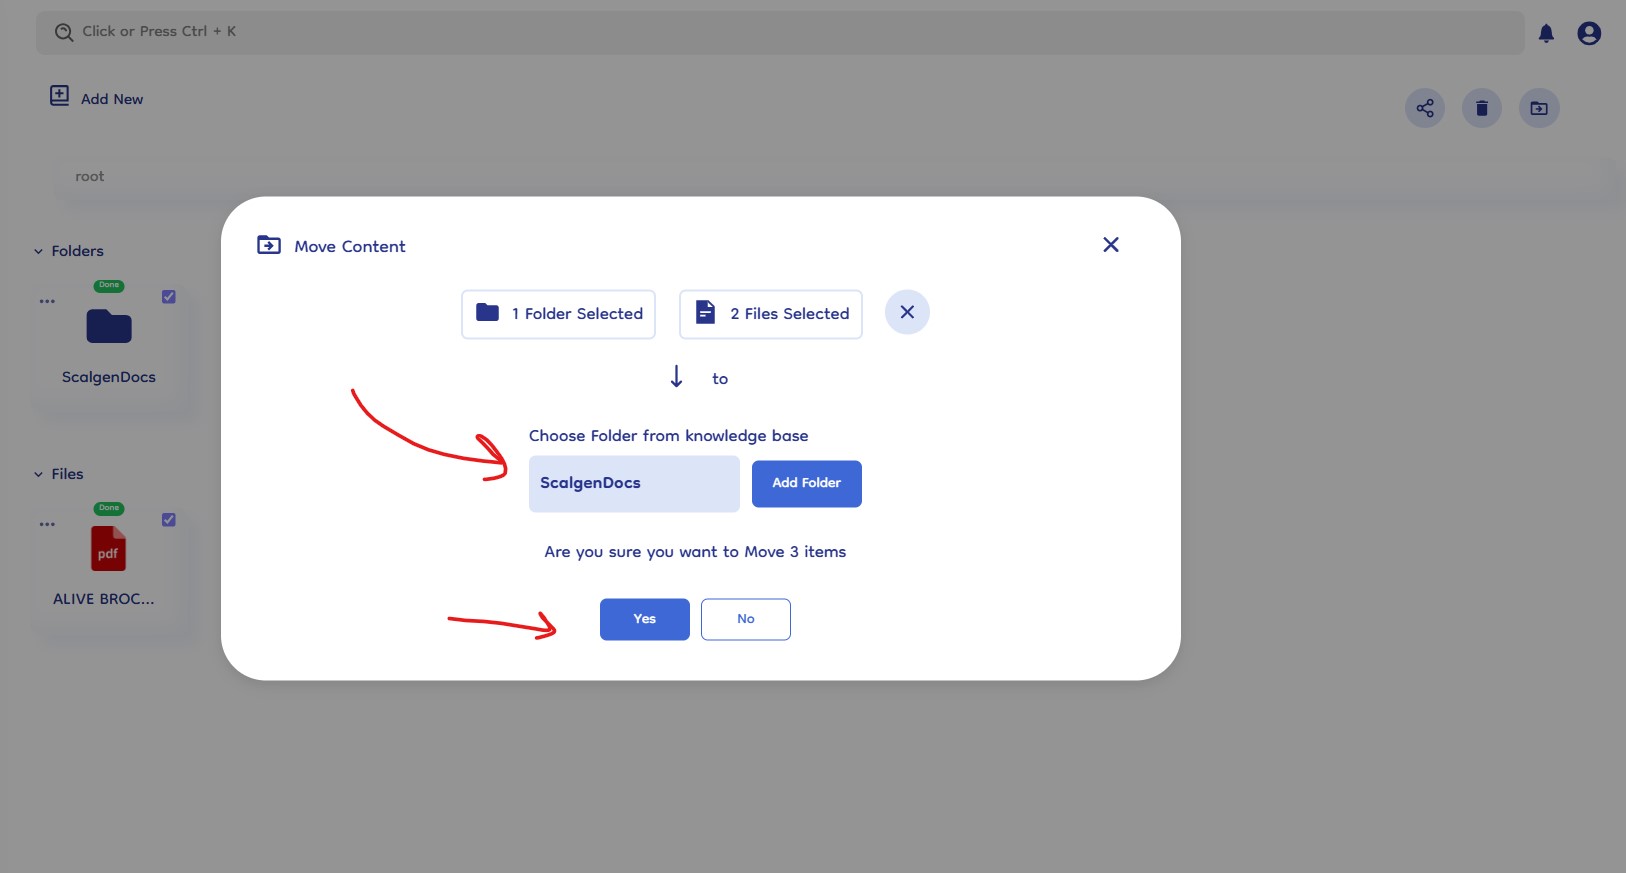 Click or Press Ctrl + K
Add New
root
Move Content
Folders
Done
ScalgenDocs
1 Folder Selected
2 Files Selected
to
Choose Folder from knowledge base
ScalgenDocs
Add Folder
Files
Done
pdf
ALIVE BROC...
Are you sure you want to Move 3 items
Yes
No